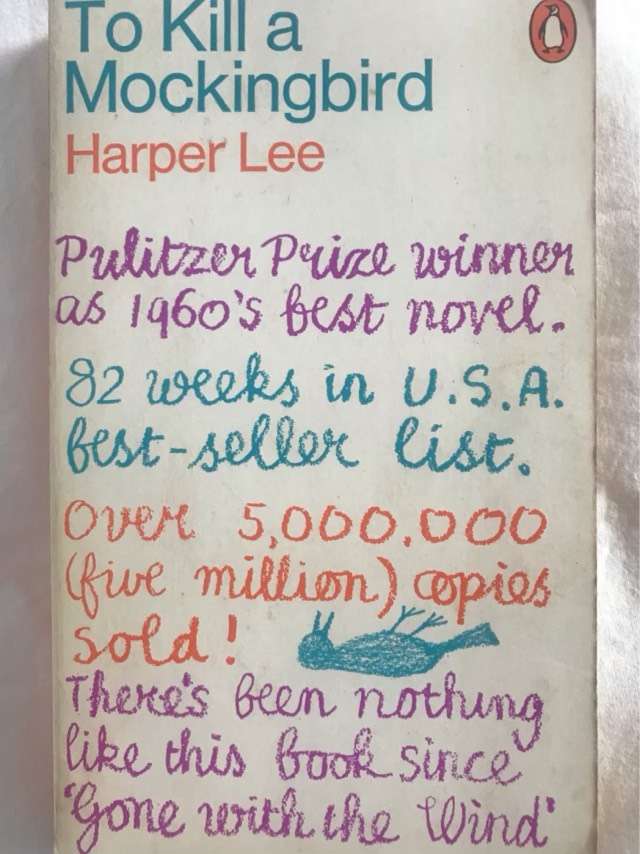 To Kill a
Mockingbird
Harper Lee
Pulitzer Prize winner
as 1960's best novel.
82 weeks in U.S.A.
best-seller list.
Over 5,000,000
(five million) copies
sold!
There's been nothing
like this book since
'Gone with the Wind'